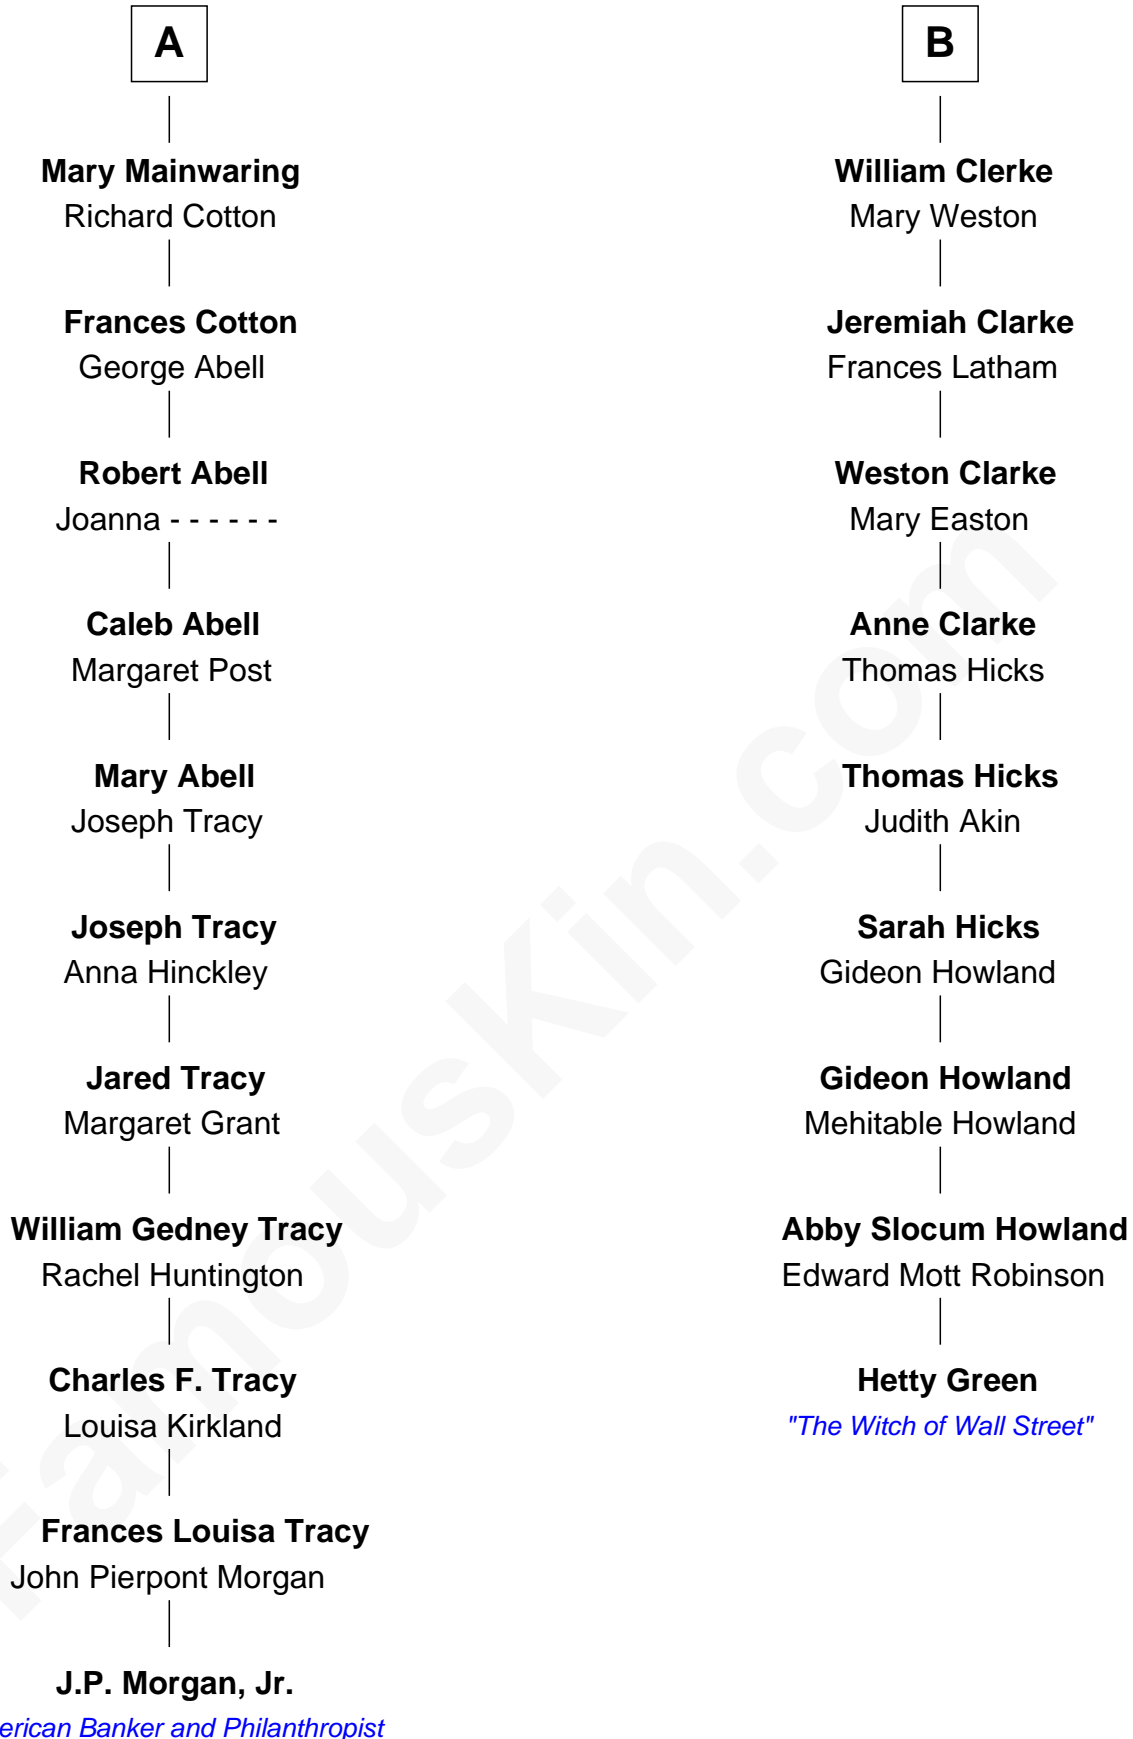 A
Mary Mainwaring
Richard Cotton
Frances Cotton
George Abell
Robert Abell
Joanna - - - - - -
Caleb Abell
Margaret Post
Mary Abell
Joseph Tracy
Joseph Tracy
Anna Hinckley
Jared Tracy
Margaret Grant
William Gedney Tracy
Rachel Huntington
Charles F. Tracy
Louisa Kirkland
Frances Louisa Tracy
John Pierpont Morgan
J.P. Morgan, Jr.
erican Banker and Philanthropist
B
William Clerke
Mary Weston
Jeremiah Clarke
Frances Latham
Weston Clarke
Mary Easton
Anne Clarke
Thomas Hicks
Thomas Hicks
Judith Akin
Sarah Hicks
Gideon Howland
Gideon Howland
Mehitable Howland
Abby Slocum Howland
Edward Mott Robinson
Hetty Green
"The Witch of Wall Street"
FamousKin.com